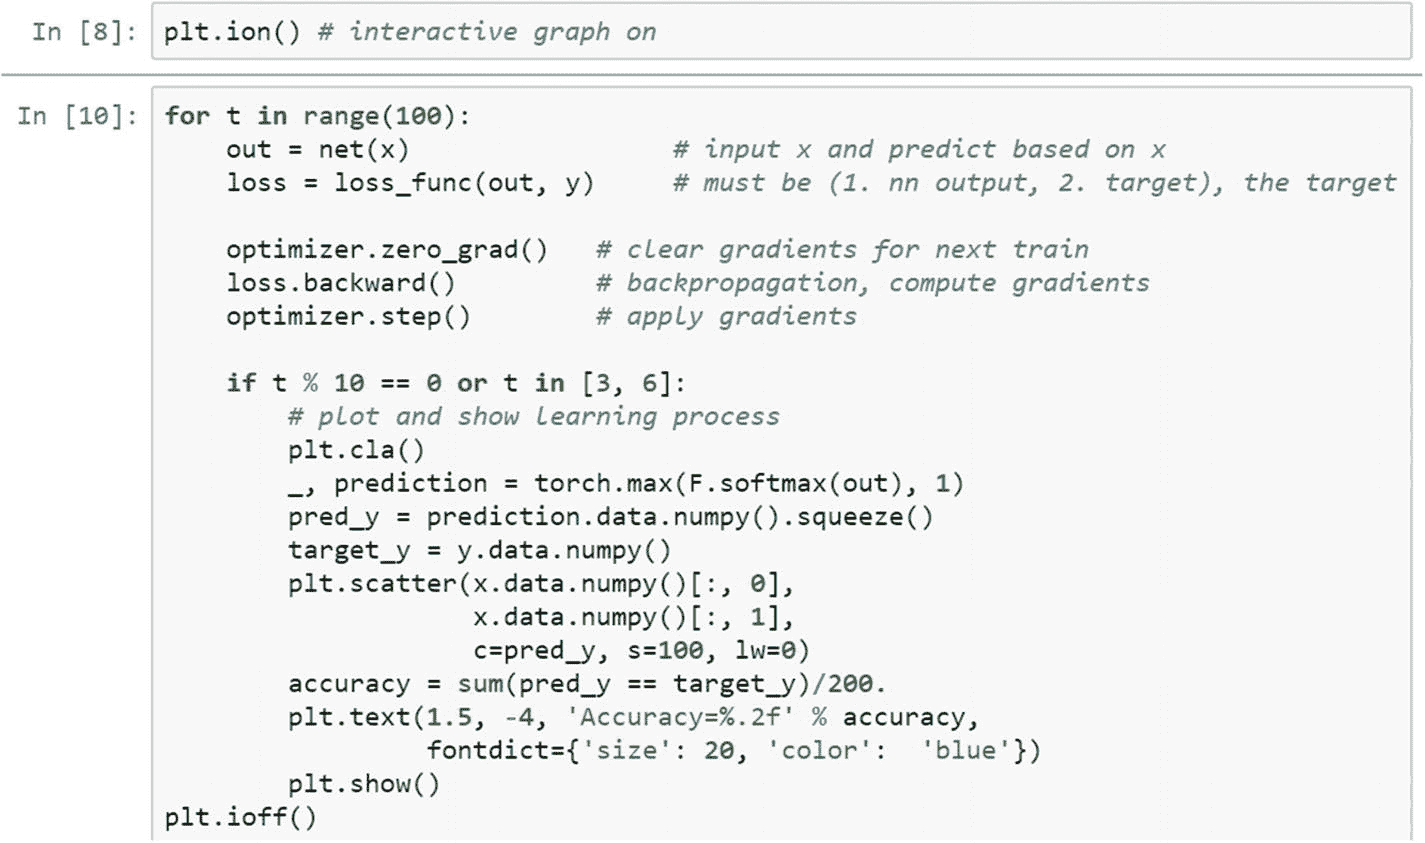 In [8]: plt.ion() # interactive graph on
In [10]: for t in range(100):
    out = net(x)                 # input x and predict based on x
    loss = loss_func(out, y)     # must be (1. nn output, 2. target), the target
    optimizer.zero_grad()   # clear gradients for next train
    loss.backward()         # backpropagation, compute gradients
    optimizer.step()        # apply gradients
    if t % 10 == 0 or t in [3, 6]:
        # plot and show learning process
        plt.cla()
        _, prediction = torch.max(F.softmax(out), 1)
        pred_y = prediction.data.numpy().squeeze()
        target_y = y.data.numpy()
        plt.scatter(x.data.numpy()[:, 0],
                    x.data.numpy()[:, 1],
                    c=pred_y, s=100, lw=0)
        accuracy = sum(pred_y == target_y)/200.
        plt.text(1.5, -4, 'Accuracy=%.2f' % accuracy,
                 fontdict={'size': 20, 'color':  'blue'})
        plt.show()
plt.ioff()